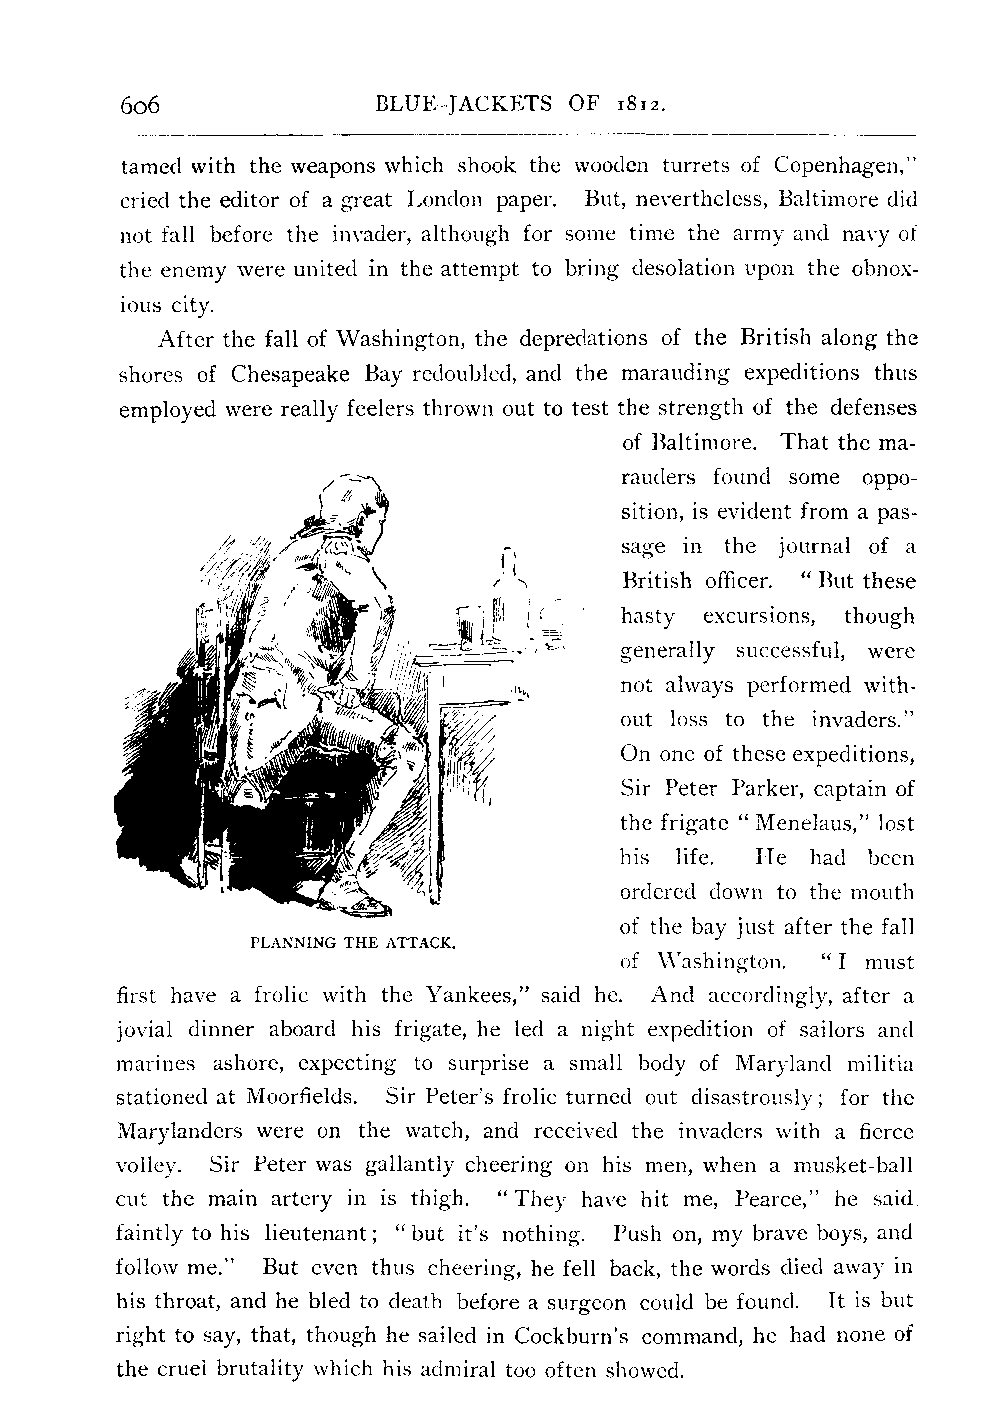 606 BLUE-JACKETS OF 1812.
tamed with the weapons which shook the wooden turrets of Copenhagen,"
cried the editor of a great London paper. But, nevertheless, Baltimore did
not fall before the invader, although for some time the army and navy of
the enemy were united in the attempt to bring desolation upon the obnox-
ious city.
After the fall of Washington, the depredations of the British along the
shores of Chesapeake Bay redoubled, and the marauding expeditions thus
employed were really feelers thrown out to test the strength of the defenses
of Baltimore. That the ma-
rauders found some oppo-
sition, is evident from a pas-
sage in the journal of a
British officer. "But these
hasty excursions, though
generally successful, were
not always performed with-
out loss to the invaders."
On one of these expeditions,
Sir Peter Parker, captain of
the frigate "Menelaus," lost
his life. He had been
ordered down to the mouth
of the bay just after the fall
of Washington. "I must
PLANNING THE ATTACK.
first have a frolic with the Yankees," said he. And accordingly, after a
jovial dinner aboard his frigate, he led a night expedition of sailors and
marines ashore, expecting to surprise a small body of Maryland militia
stationed at Moorfields. Sir Peter's frolic turned out disastrously; for the
Marylanders were on the watch, and received the invaders with a fierce
volley. Sir Peter was gallantly cheering on his men, when a musket-ball
cut the main artery in is thigh. "They have hit me, Pearce," he said
faintly to his lieutenant; "but it's nothing. Push on, my brave boys, and
follow me." But even thus cheering, he fell back, the words died away in
his throat, and he bled to death before a surgeon could be found. It is but
right to say, that, though he sailed in Cockburn's command, he had none of
the cruel brutality which his admiral too often showed.